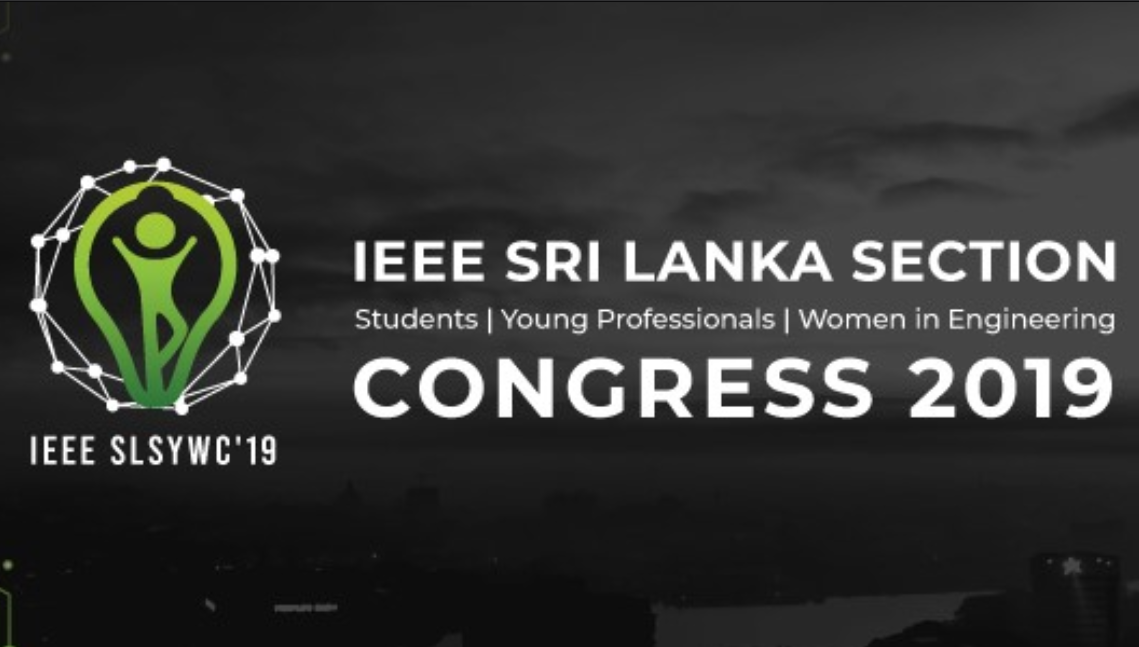 IEEE SRI LANKA SECTION
Students | Young Professionals | Women in Engineering
CONGRESS 2019
IEEE SLSYWC'19